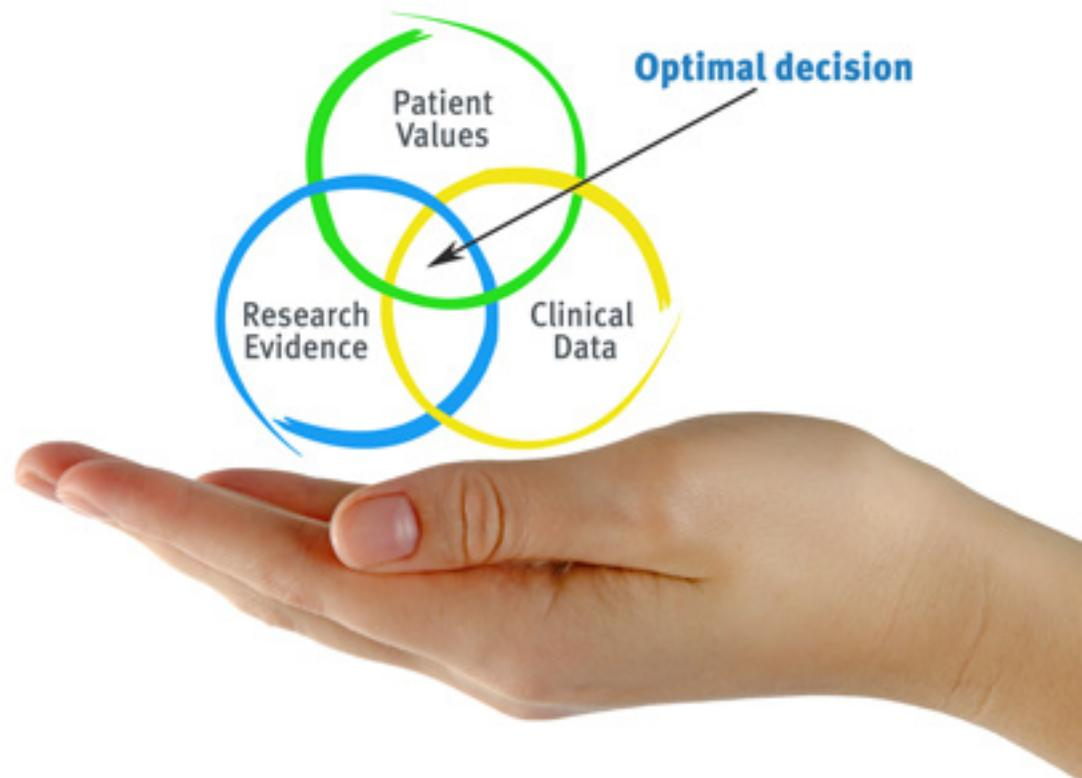 Optimal decision
Patient
Values
Research
Evidence
Clinical
Data